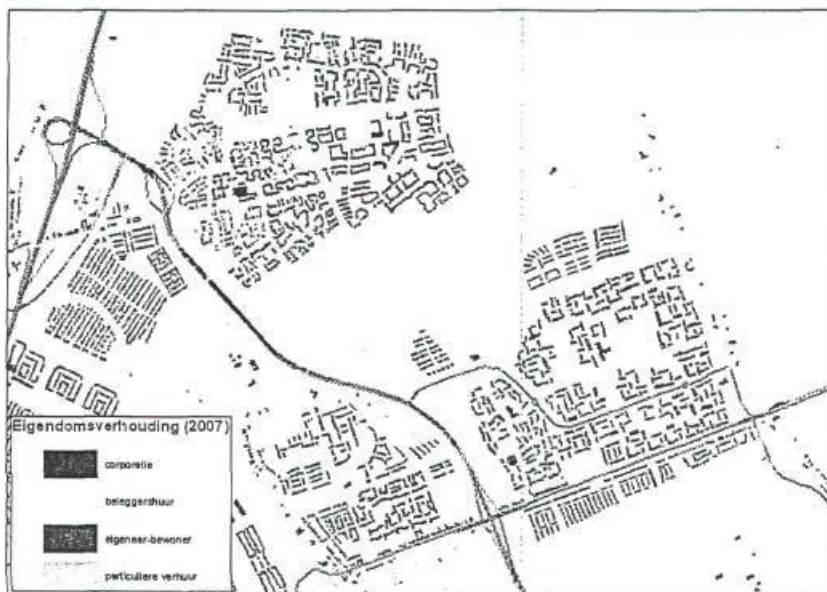 Eigendomsverhouding (2007)
corporatie
beleggershuur
eigenaar-bewoner
particuliere verhuur